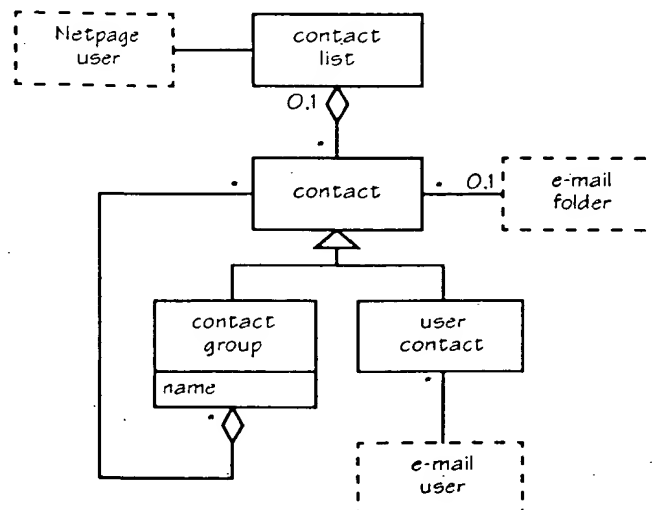 Netpage
user
contact
list
0.1
*
*
contact
*
0.1
e-mail
folder
contact
group
name
*
user
contact
*
e-mail
user